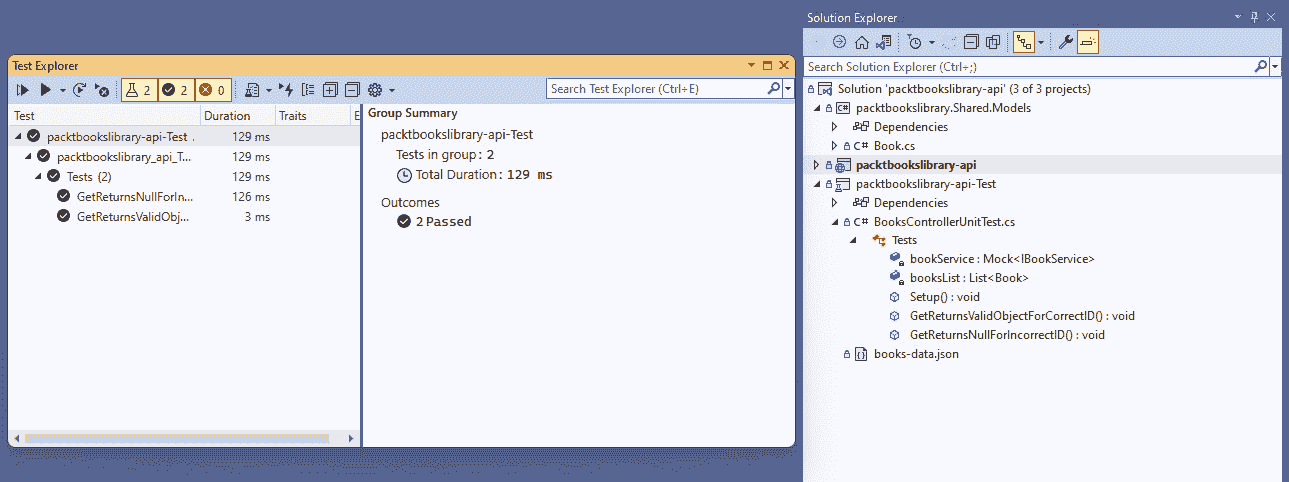 Test Explorer
2 2 0
Search Test Explorer (Ctrl+E)
Test Duration Traits E
packtbookslibrary-api-Test . 129 ms
packtbookslibrary_api_T... 129 ms
Tests (2) 129 ms
GetReturnsNullForIn... 126 ms
GetReturnsValidObj... 3 ms
Group Summary
packtbookslibrary-api-Test
Tests in group: 2
Total Duration: 129 ms
Outcomes
2 Passed
Solution Explorer
Search Solution Explorer (Ctrl+;)
Solution 'packtbookslibrary-api' (3 of 3 projects)
C# packtbookslibrary.Shared.Models
Dependencies
C# Book.cs
packtbookslibrary-api
packtbookslibrary-api-Test
Dependencies
C# BooksControllerUnitTest.cs
Tests
bookService : Mock<IBookService>
booksList : List<Book>
Setup() : void
GetReturnsValidObjectForCorrectID() : void
GetReturnsNullForIncorrectID() : void
books-data.json